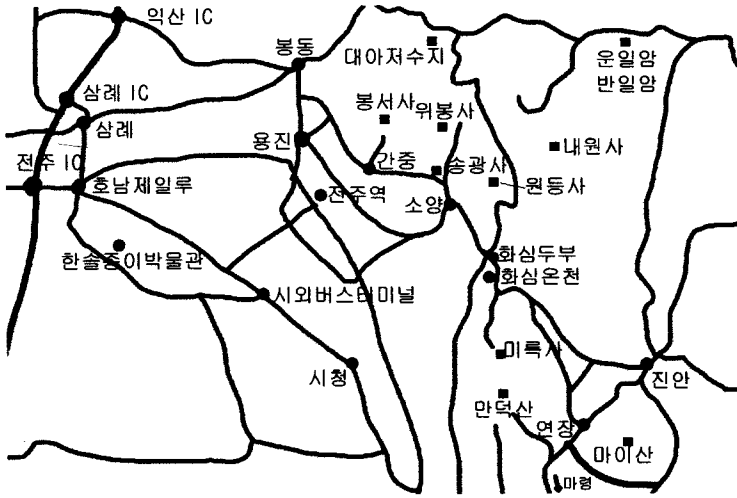 익산 IC
봉동
대아저수지
운일암
반일암
삼례 IC
삼례
봉서사
위봉사
용진
내원사
전주 IC
간중
송광사
호남제일루
전주역
소양
원등사
한솔종이박물관
화심두부
화심온천
시외버스터미널
미륵사
시청
진안
만덕산
연장
마이산
마령